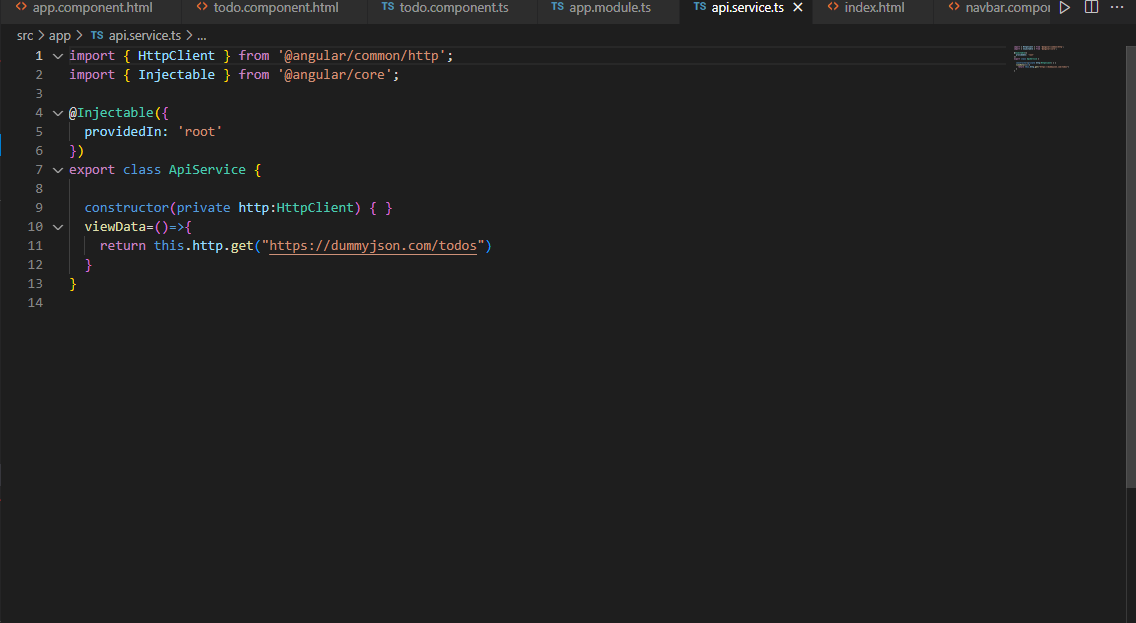 app.component.html todo.component.html TS todo.component.ts TS app.module.ts TS api.service.ts index.html navbar.compor
src > app > TS api.service.ts > ...
1 import { HttpClient } from '@angular/common/http';
2 import { Injectable } from '@angular/core';
3
4 @Injectable({
5 providedIn: 'root'
6 })
7 export class ApiService {
8
9 constructor(private http:HttpClient) { }
10 viewData=()=>{
11 return this.http.get("https://dummyjson.com/todos")
12 }
13 }
14